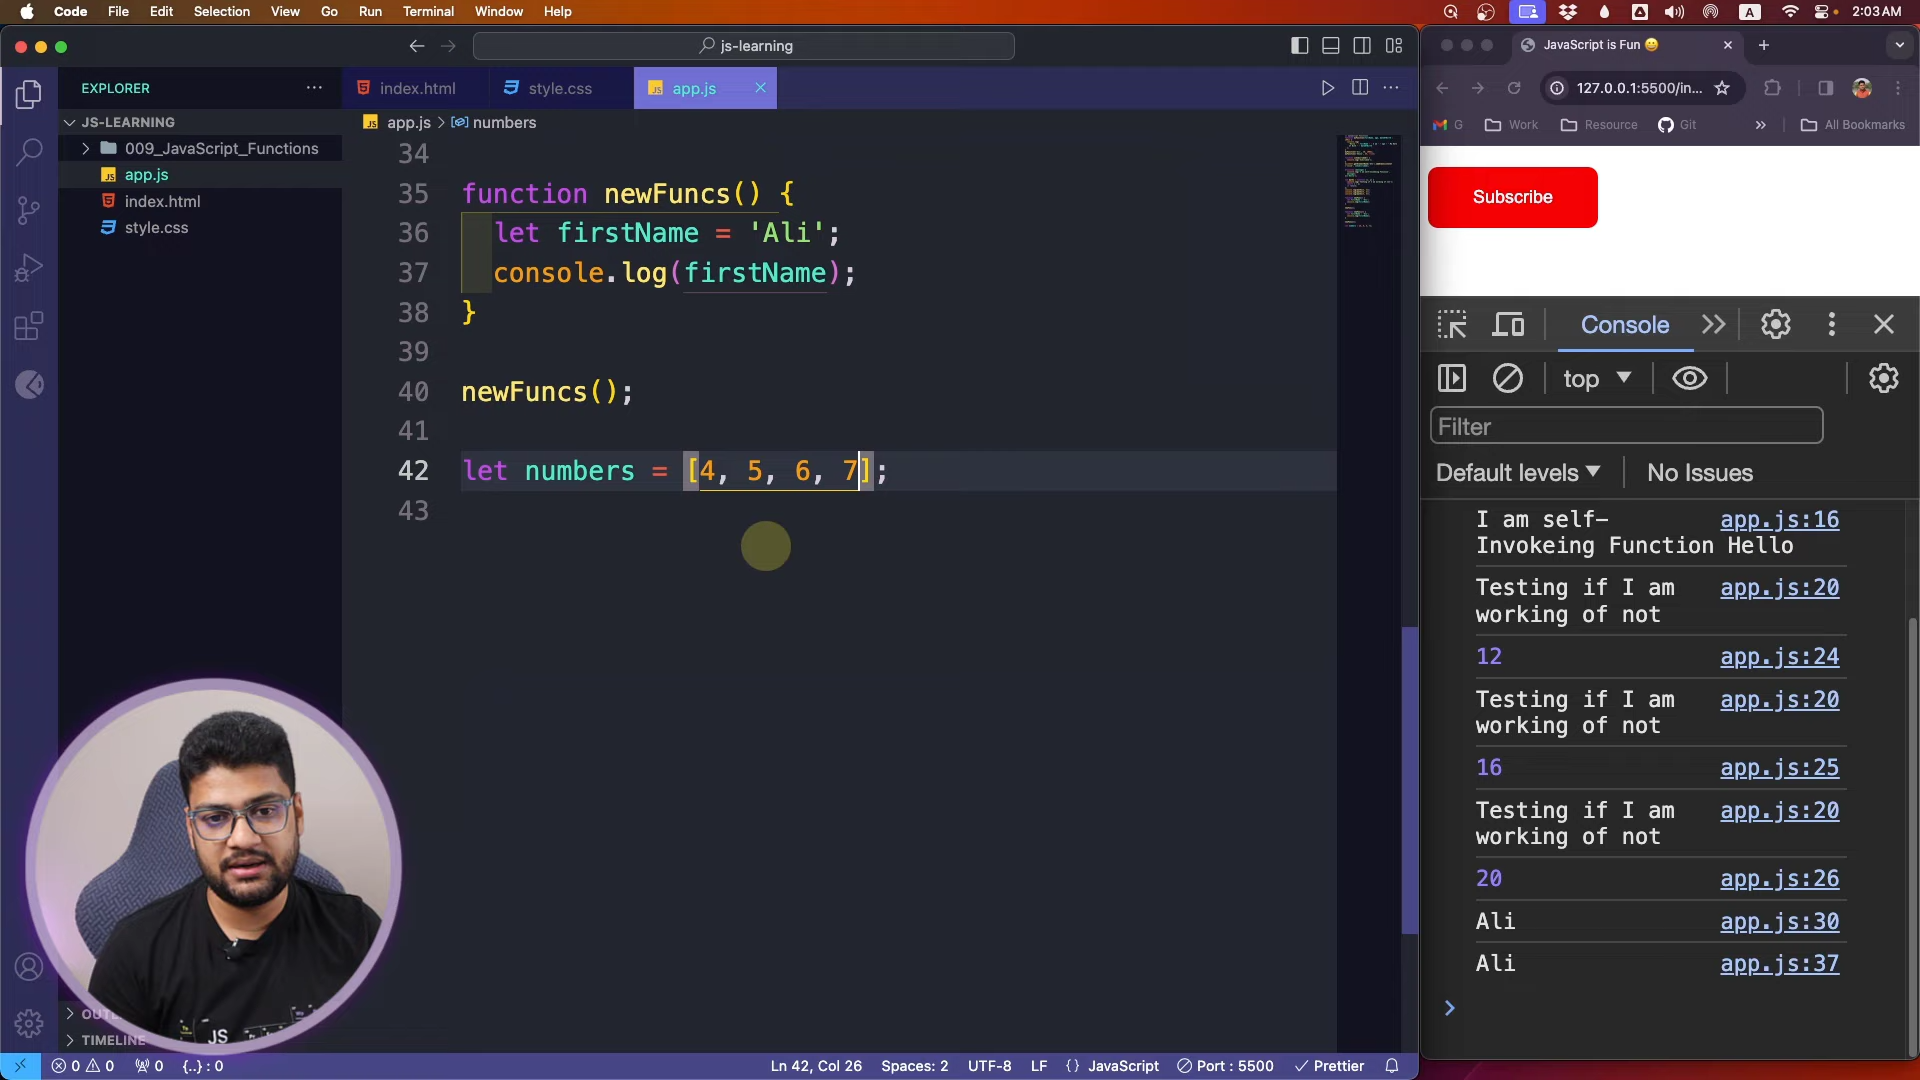 Code File Edit Selection View Go Run Terminal Window Help
A 2:03 AM
js-learning
EXPLORER
JS-LEARNING
009_JavaScript_Functions
app.js
index.html
style.css
index.html
style.css
app.js
app.js > numbers
34
35 function newFuncs() {
36 let firstName = 'Ali';
37 console.log(firstName);
38 }
39
40 newFuncs();
41
42 let numbers = [4, 5, 6, 7];
43
JS
TIMELINE
0 0 0 {..} : 0
Ln 42, Col 26 Spaces: 2 UTF-8 LF {} JavaScript Port : 5500 Prettier
JavaScript is Fun 😀
127.0.0.1:5500/in...
G Work Resource Git » All Bookmarks
Subscribe
Console
top
Filter
Default levels No Issues
I am self- app.js:16
Invokeing Function Hello
Testing if I am app.js:20
working of not
12 app.js:24
Testing if I am app.js:20
working of not
16 app.js:25
Testing if I am app.js:20
working of not
20 app.js:26
Ali app.js:30
Ali app.js:37